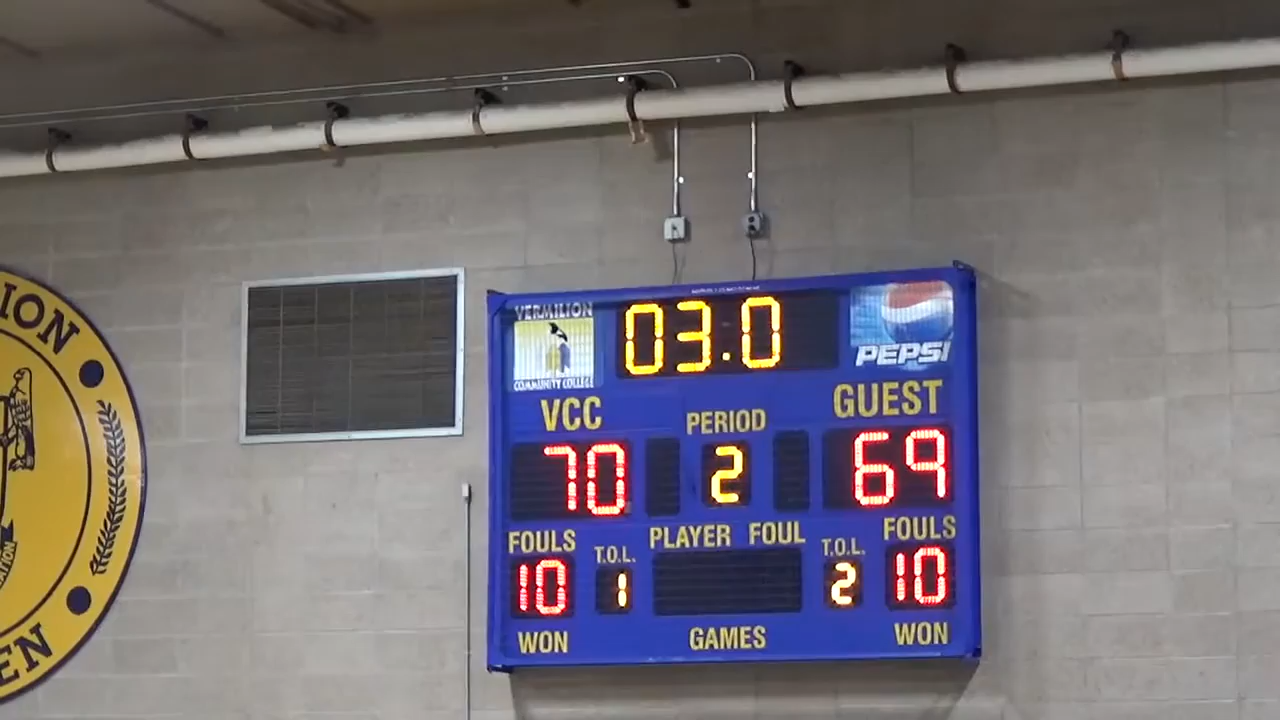 ION
EN
VERMILION
COMMUNITY COLLEGE
03.0
PEPSI
VCC
PERIOD
GUEST
70
2
69
FOULS
PLAYER FOUL
FOULS
T.O.L.
T.O.L.
10
1
2
10
WON
GAMES
WON